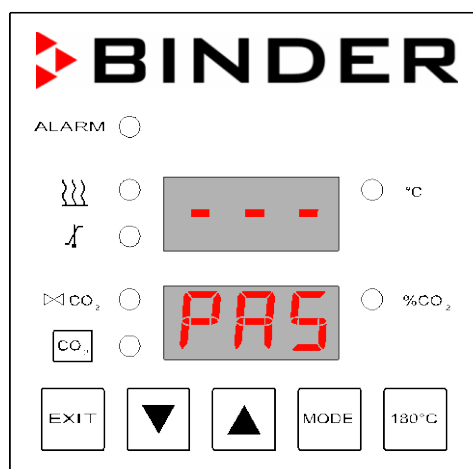 BINDER
ALARM
°C
- - -
CO₂
%CO₂
PAS
CO₂
EXIT
MODE
180°C